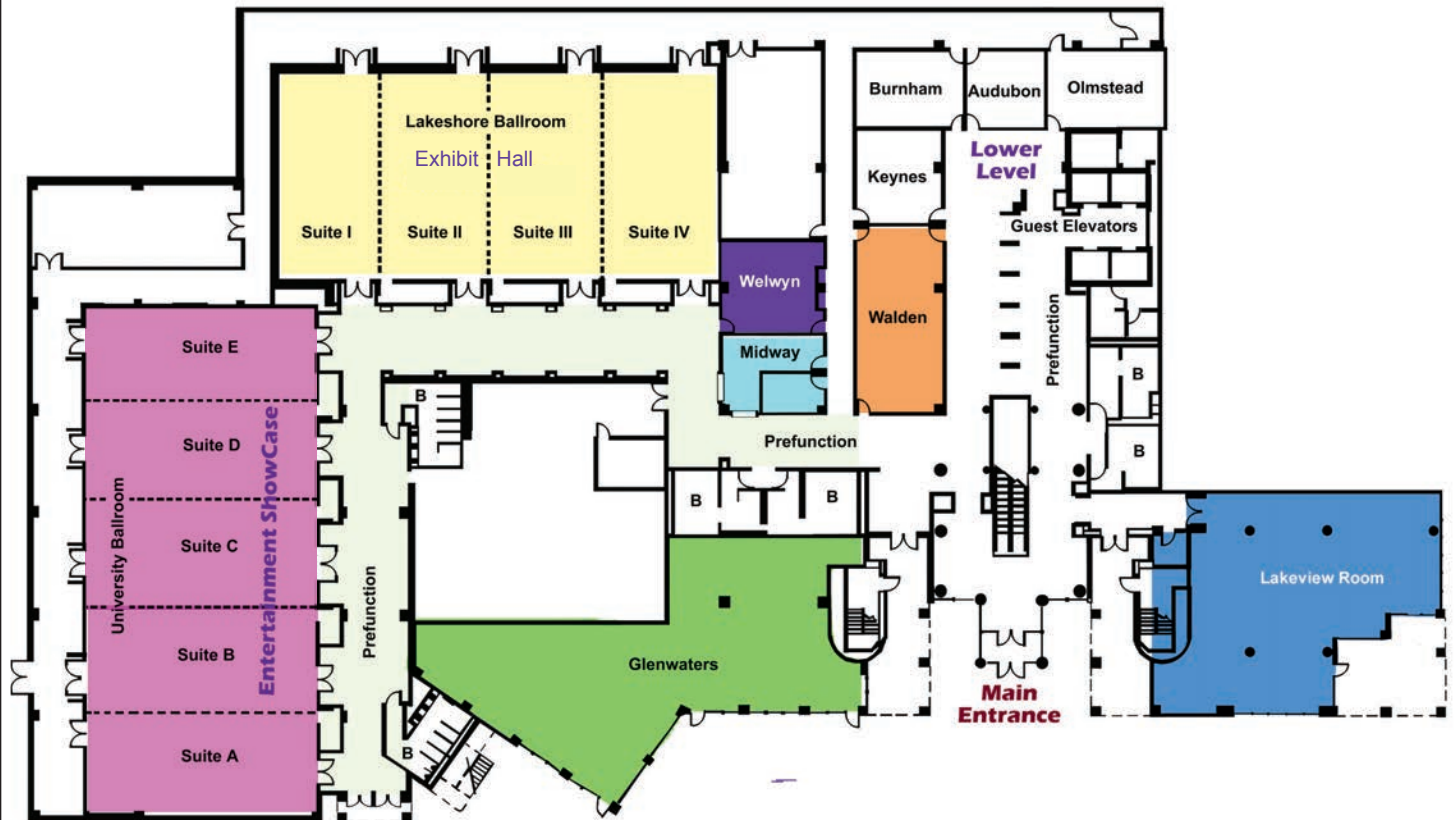 Burnham
Audubon
Olmstead
Lakeshore Ballroom
Exhibit Hall
Lower
Level
Keynes
Guest Elevators
Suite I
Suite II
Suite III
Suite IV
Welwyn
Walden
Midway
Prefunction
Suite E
B
B
Suite D
Prefunction
B
B
B
University Ballroom
Entertainment ShowCase
Suite C
Lakeview Room
Prefunction
Suite B
Glenwaters
Main
Entrance
Suite A
B